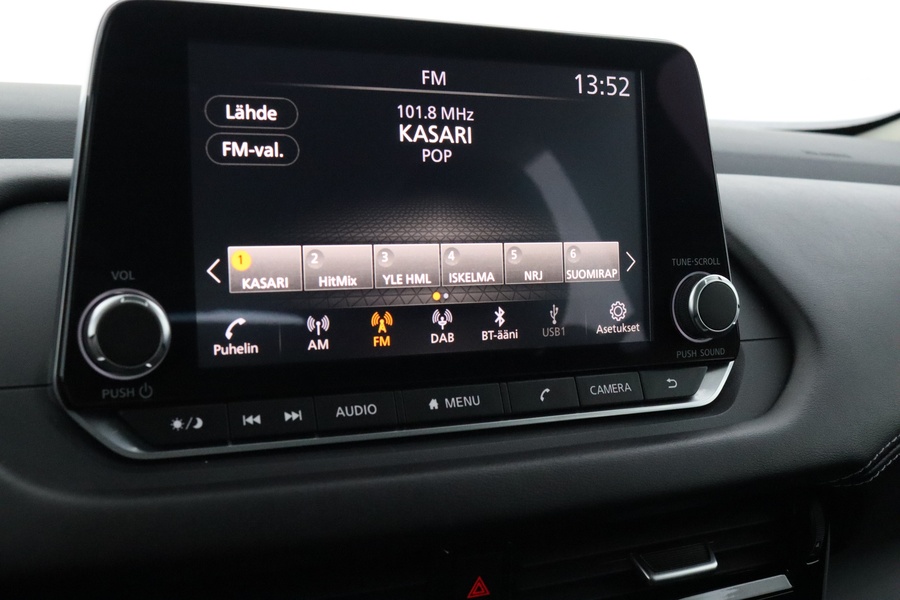 FM
13:52
Lähde
101.8 MHz
KASARI
FM-val.
POP
1 KASARI
2 HitMix
3 YLE HML
4 ISKELMA
5 NRJ
6 SUOMIRAP
Puhelin
AM
FM
DAB
BT-ääni
USB1
Asetukset
VOL
PUSH
TUNE-SCROLL
PUSH SOUND
AUDIO
MENU
CAMERA